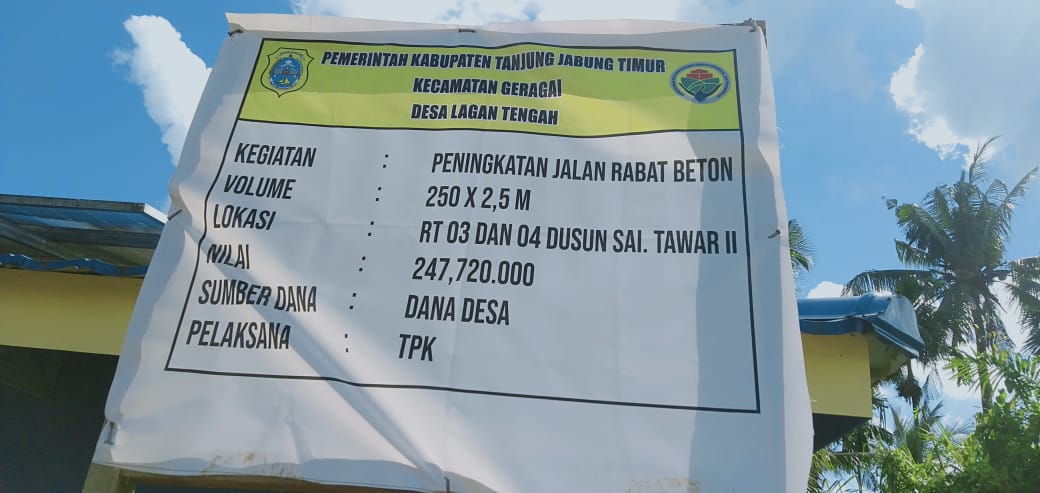 PEMERINTAH KABUPATEN TANJUNG JABUNG TIMUR
KECAMATAN GERAGAI
DESA LAGAN TENGAH
KEGIATAN : PENINGKATAN JALAN RABAT BETON
VOLUME : 250 X 2,5 M
LOKASI : RT 03 DAN 04 DUSUN SAI. TAWAR II
NILAI : 247,720.000
SUMBER DANA : DANA DESA
PELAKSANA : TPK